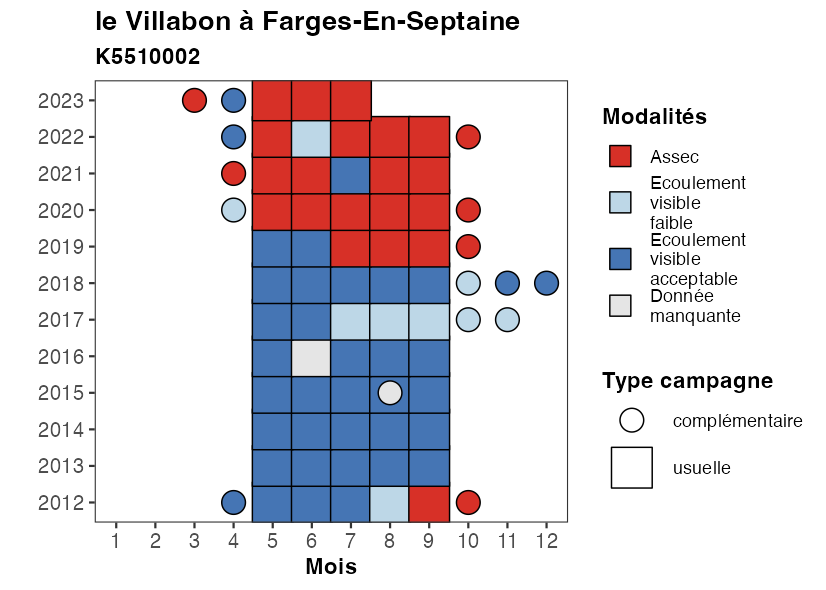 le Villabon à Farges-En-Septaine
K5510002
2023
2022
2021
2020
2019
2018
2017
2016
2015
2014
2013
2012
1 2 3 4 5 6 7 8 9 10 11 12
Mois
Modalités
Assec
Ecoulement
visible
faible
Ecoulement
visible
acceptable
Donnée
manquante
Type campagne
complémentaire
usuelle